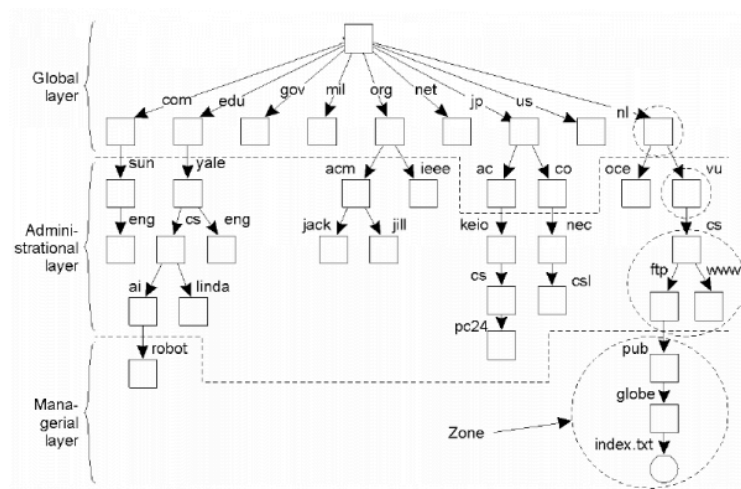 Global
layer
com
edu
gov
mil
org
net
jp
us
nl
sun
yale
acm
ieee
ac
co
oce
vu
Admini-
strational
layer
eng
cs
eng
jack
jill
keio
nec
cs
ai
linda
cs
csl
ftp
www
pc24
robot
pub
Mana-
gerial
layer
globe
Zone
index.txt